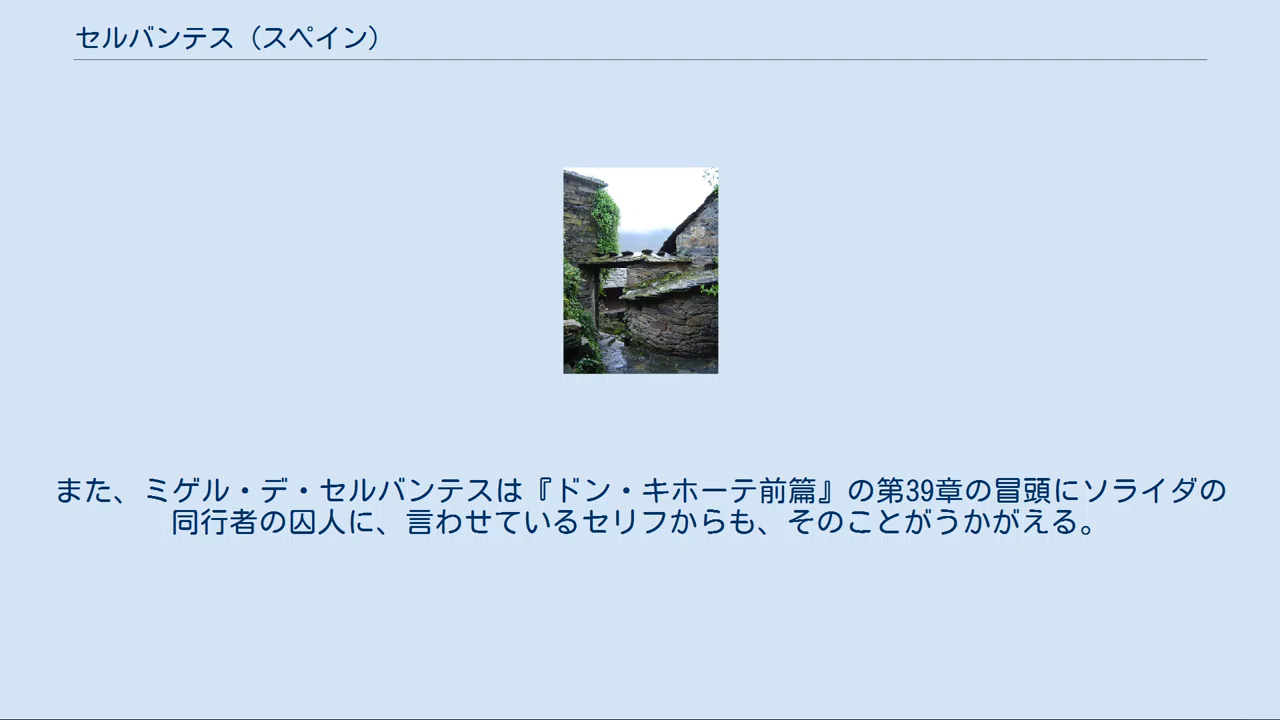 セルバンテス（スペイン）
また、ミゲル・デ・セルバンテスは『ドン・キホーテ前篇』の第39章の冒頭にソライダの
同行者の囚人に、言わせているセリフからも、そのことがうかがえる。